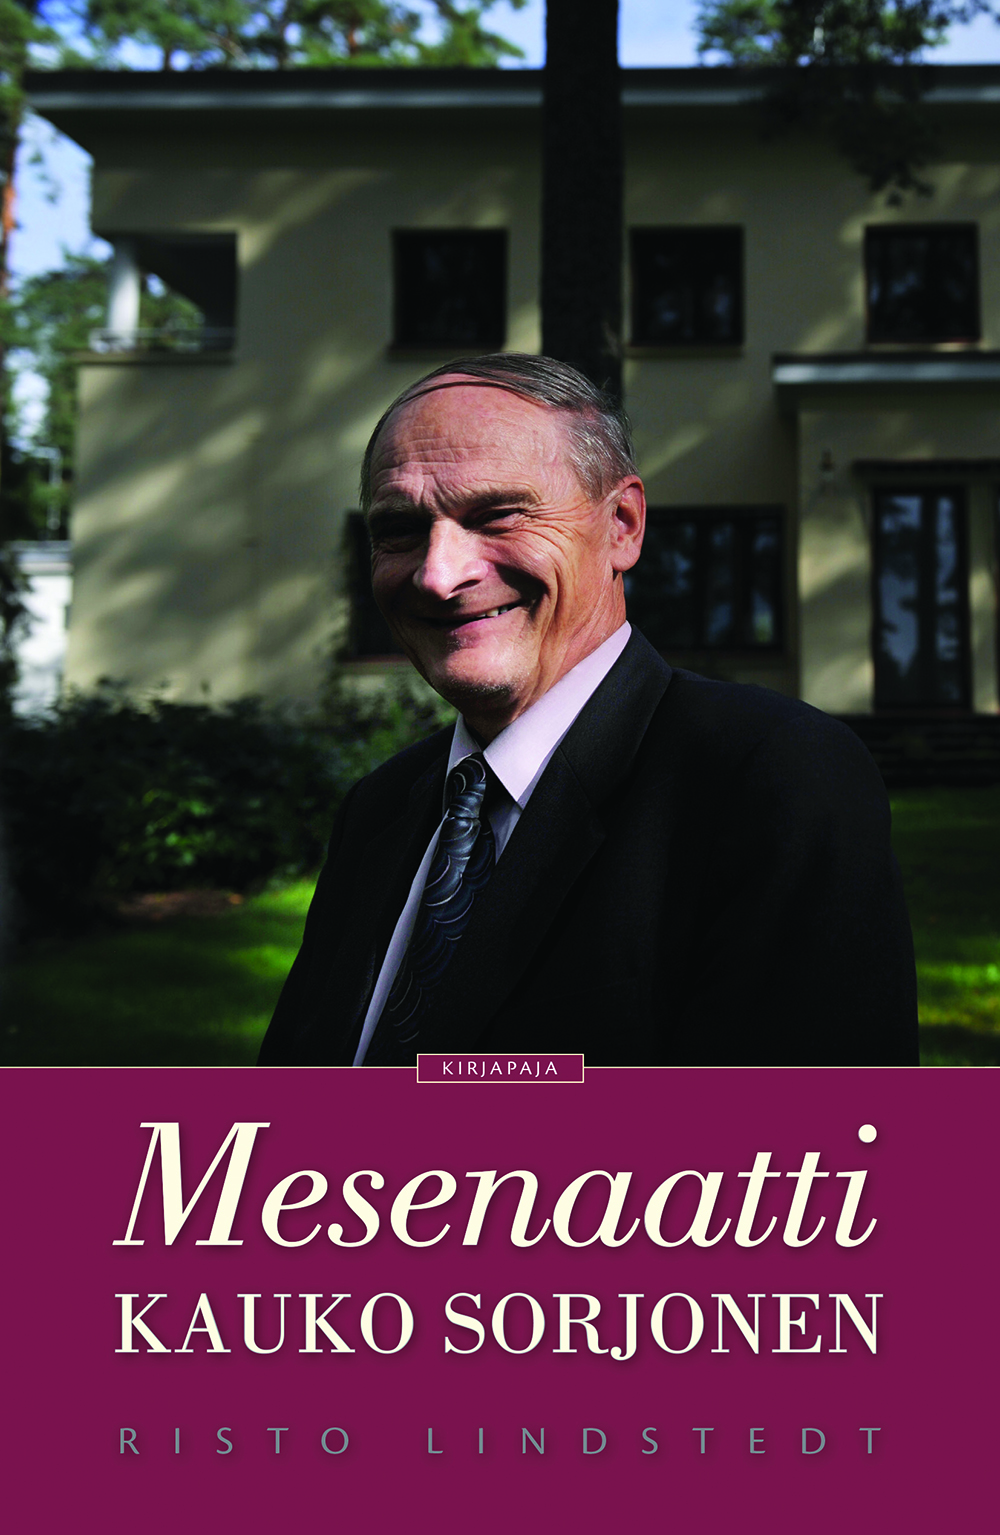 KIRJAPAJA
Mesenaatti
KAUKO SORJONEN
RISTO LINDSTEDT